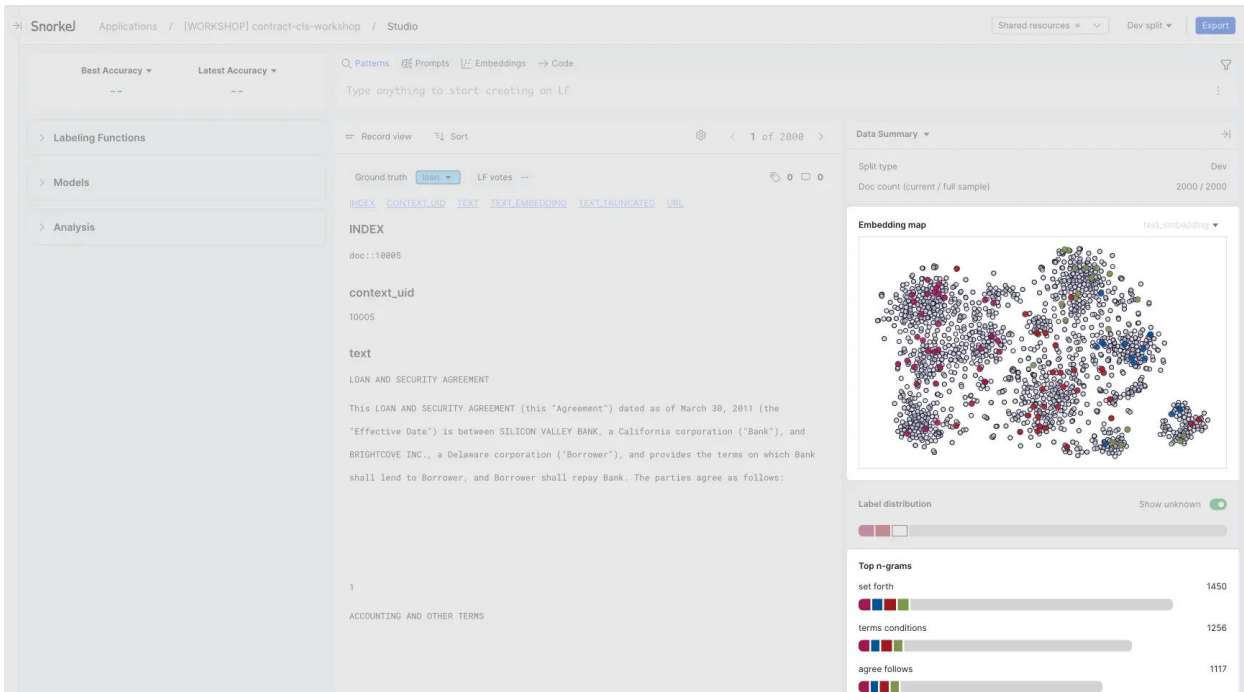 Snorkel Applications / [WORKSHOP] contract-cls-workshop / Studio
Shared resources Dev split Export
Best Accuracy Latest Accuracy
-- --
Patterns Prompts Embeddings Code
Type anything to start creating an LF
Labeling Functions
Models
Analysis
Record view Sort
1 of 2000
Ground truth loan LF votes --
0 0
INDEX CONTEXT_UID TEXT TEXT_EMBEDDING TEXT_TRUNCATED URL
INDEX
doc::10005
context_uid
10005
text
LOAN AND SECURITY AGREEMENT
This LOAN AND SECURITY AGREEMENT (this "Agreement") dated as of March 30, 2011 (the
"Effective Date") is between SILICON VALLEY BANK, a California corporation ("Bank"), and
BRIGHTCOVE INC., a Delaware corporation ("Borrower"), and provides the terms on which Bank
shall lend to Borrower, and Borrower shall repay Bank. The parties agree as follows:
1
ACCOUNTING AND OTHER TERMS
Data Summary
Split type Dev
Doc count (current / full sample) 2000 / 2000
Embedding map text_embedding
Label distribution Show unknown
Top n-grams
set forth 1450
terms conditions 1256
agree follows 1117